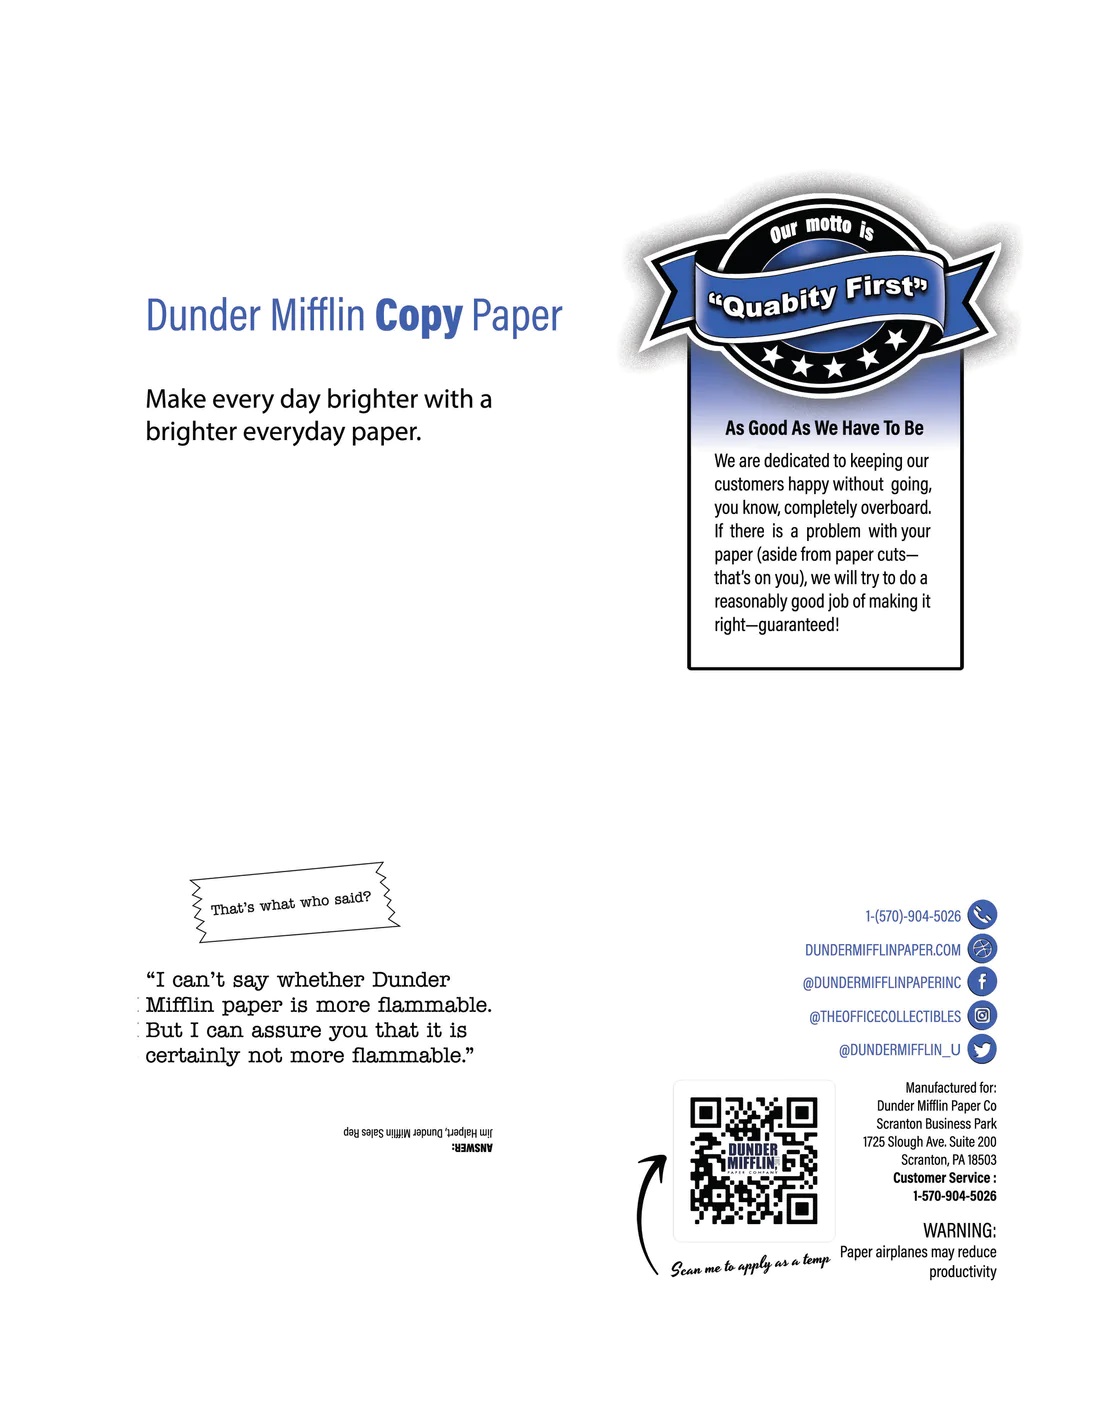 Dunder Mifflin Copy Paper
Make every day brighter with a
brighter everyday paper.
Our motto is
“Quabity First”
As Good As We Have To Be
We are dedicated to keeping our
customers happy without going,
you know, completely overboard.
If there is a problem with your
paper (aside from paper cuts—
that's on you), we will try to do a
reasonably good job of making it
right—guaranteed!
That's what who said?
“I can't say whether Dunder
Mifflin paper is more flammable.
But I can assure you that it is
certainly not more flammable.”
ANSWER:
Jim Halpert, Dunder Mifflin Sales Rep
1-(570)-904-5026
DUNDERMIFFLINPAPER.COM
@DUNDERMIFFLINPAPERINC
@THEOFFICECOLLECTIBLES
@DUNDERMIFFLIN_U
Manufactured for:
Dunder Mifflin Paper Co
Scranton Business Park
1725 Slough Ave. Suite 200
Scranton, PA 18503
Customer Service :
1-570-904-5026
WARNING:
Paper airplanes may reduce
productivity
DUNDER
MIFFLIN
PAPER COMPANY
Scan me to apply as a temp